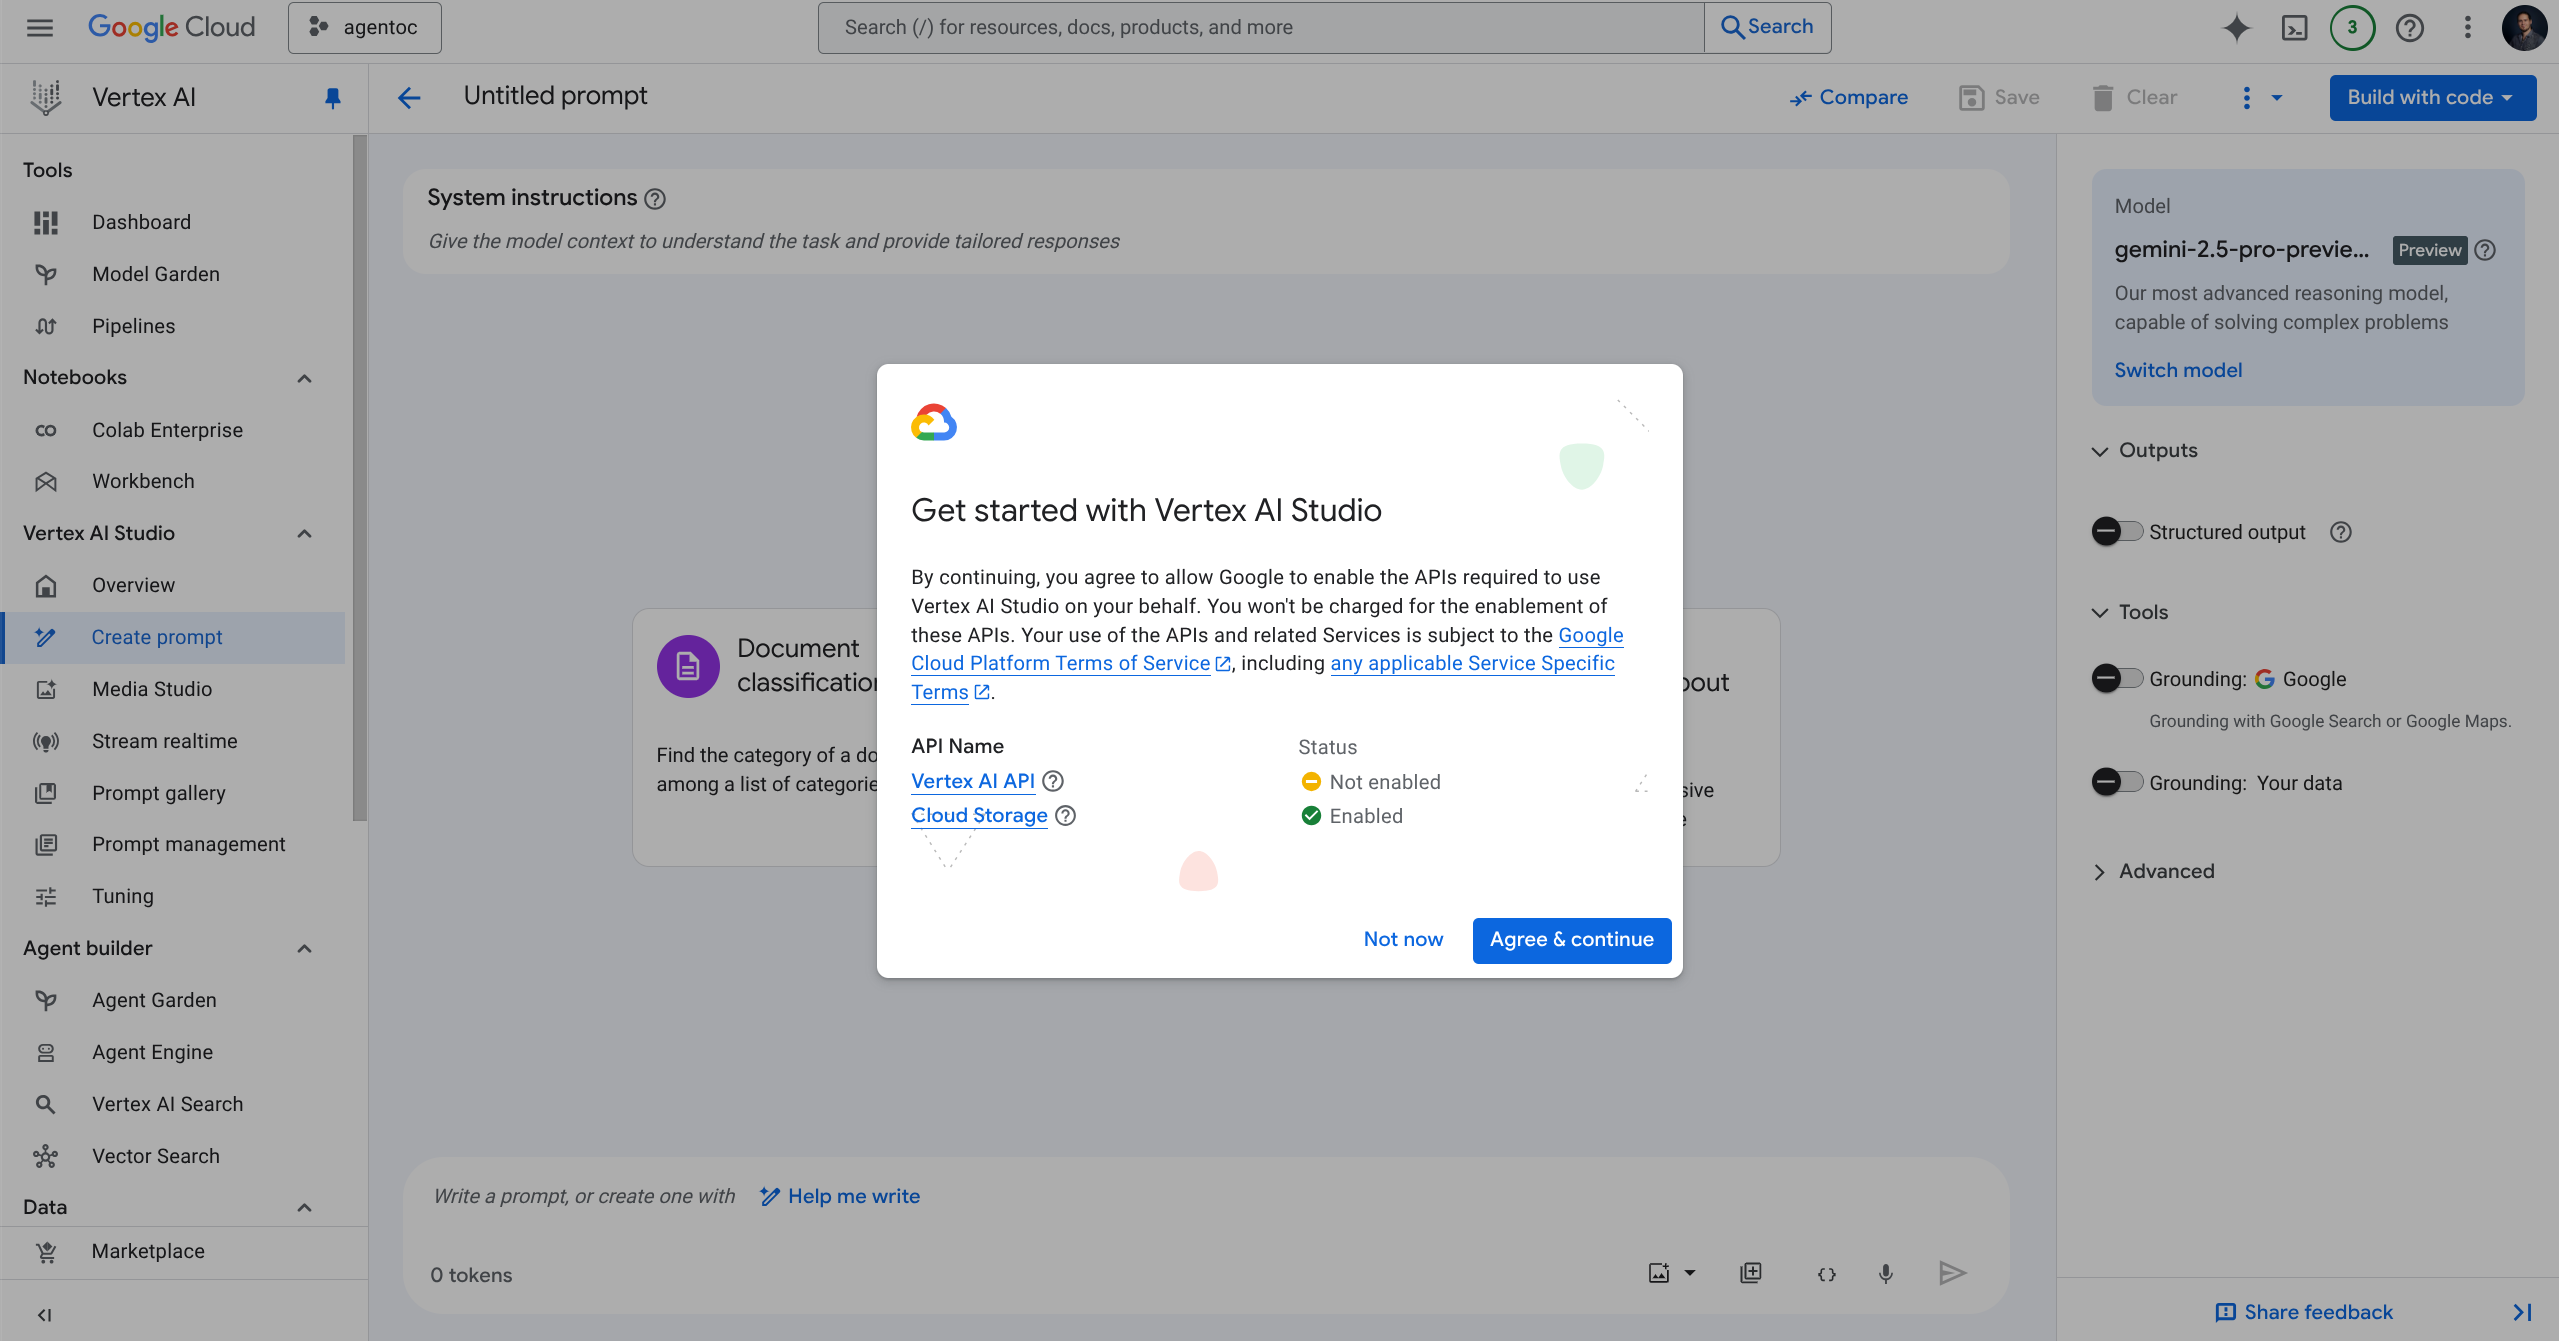 Google Cloud
agentoc
Search (/) for resources, docs, products, and more
Search
3
Vertex AI
Untitled prompt
Compare
Save
Clear
Build with code
Tools
Dashboard
Model Garden
Pipelines
Notebooks
Colab Enterprise
Workbench
Vertex AI Studio
Overview
Create prompt
Media Studio
Stream realtime
Prompt gallery
Prompt management
Tuning
Agent builder
Agent Garden
Agent Engine
Vertex AI Search
Vector Search
Data
Marketplace
System instructions
Give the model context to understand the task and provide tailored responses
Document
classification
Find the category of a do
among a list of categorie
bout
sive
e
Get started with Vertex AI Studio
By continuing, you agree to allow Google to enable the APIs required to use
Vertex AI Studio on your behalf. You won't be charged for the enablement of
these APIs. Your use of the APIs and related Services is subject to the Google
Cloud Platform Terms of Service, including any applicable Service Specific
Terms.
API Name Status
Vertex AI API Not enabled
Cloud Storage Enabled
Not now
Agree & continue
Write a prompt, or create one with Help me write
0 tokens
Model
gemini-2.5-pro-previe... Preview
Our most advanced reasoning model,
capable of solving complex problems
Switch model
Outputs
Structured output
Tools
Grounding: Google
Grounding with Google Search or Google Maps.
Grounding: Your data
Advanced
Share feedback